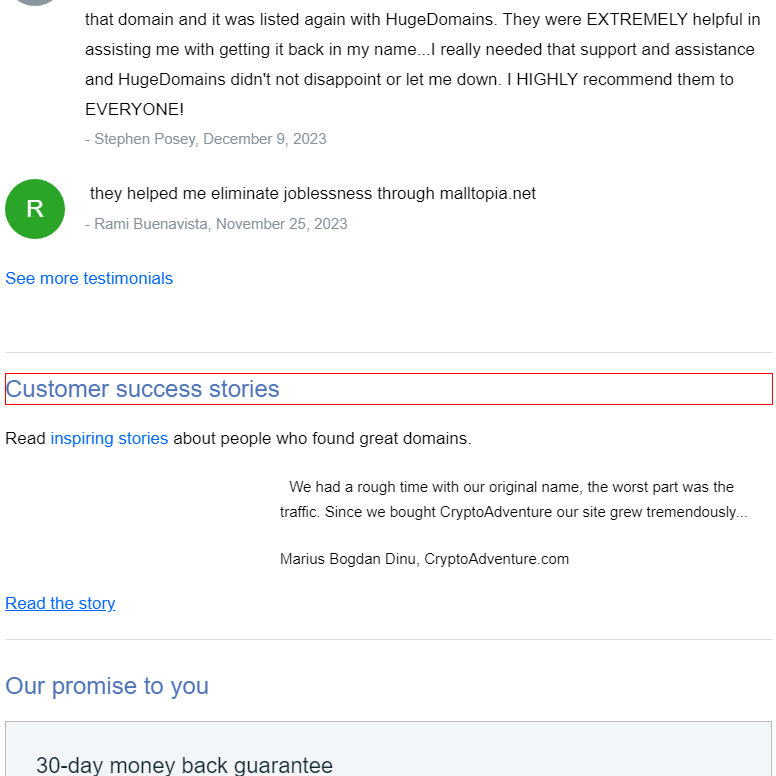 that domain and it was listed again with HugeDomains. They were EXTREMELY helpful in
assisting me with getting it back in my name...I really needed that support and assistance
and HugeDomains didn't not disappoint or let me down. I HIGHLY recommend them to
EVERYONE!
- Stephen Posey, December 9, 2023
R
they helped me eliminate joblessness through malltopia.net
- Rami Buenavista, November 25, 2023
See more testimonials
Customer success stories
Read inspiring stories about people who found great domains.
We had a rough time with our original name, the worst part was the
traffic. Since we bought CryptoAdventure our site grew tremendously...
Marius Bogdan Dinu, CryptoAdventure.com
Read the story
Our promise to you
30-day money back guarantee